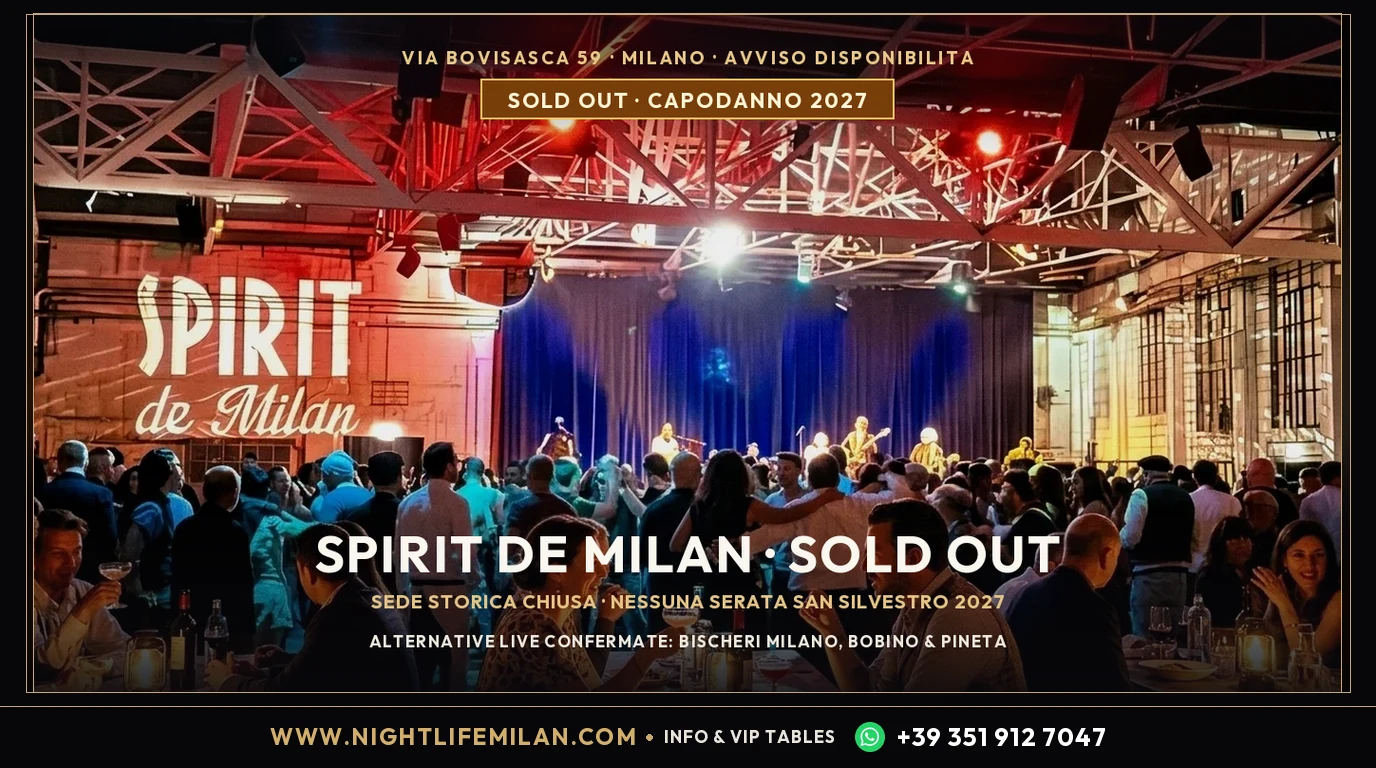 VIA BOVISASCA 59 · MILANO · AVVISO DISPONIBILITA
SOLD OUT · CAPODANNO 2027
SPIRIT
de Milan
SPIRIT DE MILAN · SOLD OUT
SEDE STORICA CHIUSA · NESSUNA SERATA SAN SILVESTRO 2027
ALTERNATIVE LIVE CONFERMATE: BISCHERI MILANO, BOBINO & PINETA
WWW.NIGHTLIFEMILAN.COM • INFO & VIP TABLES +39 351 912 7047